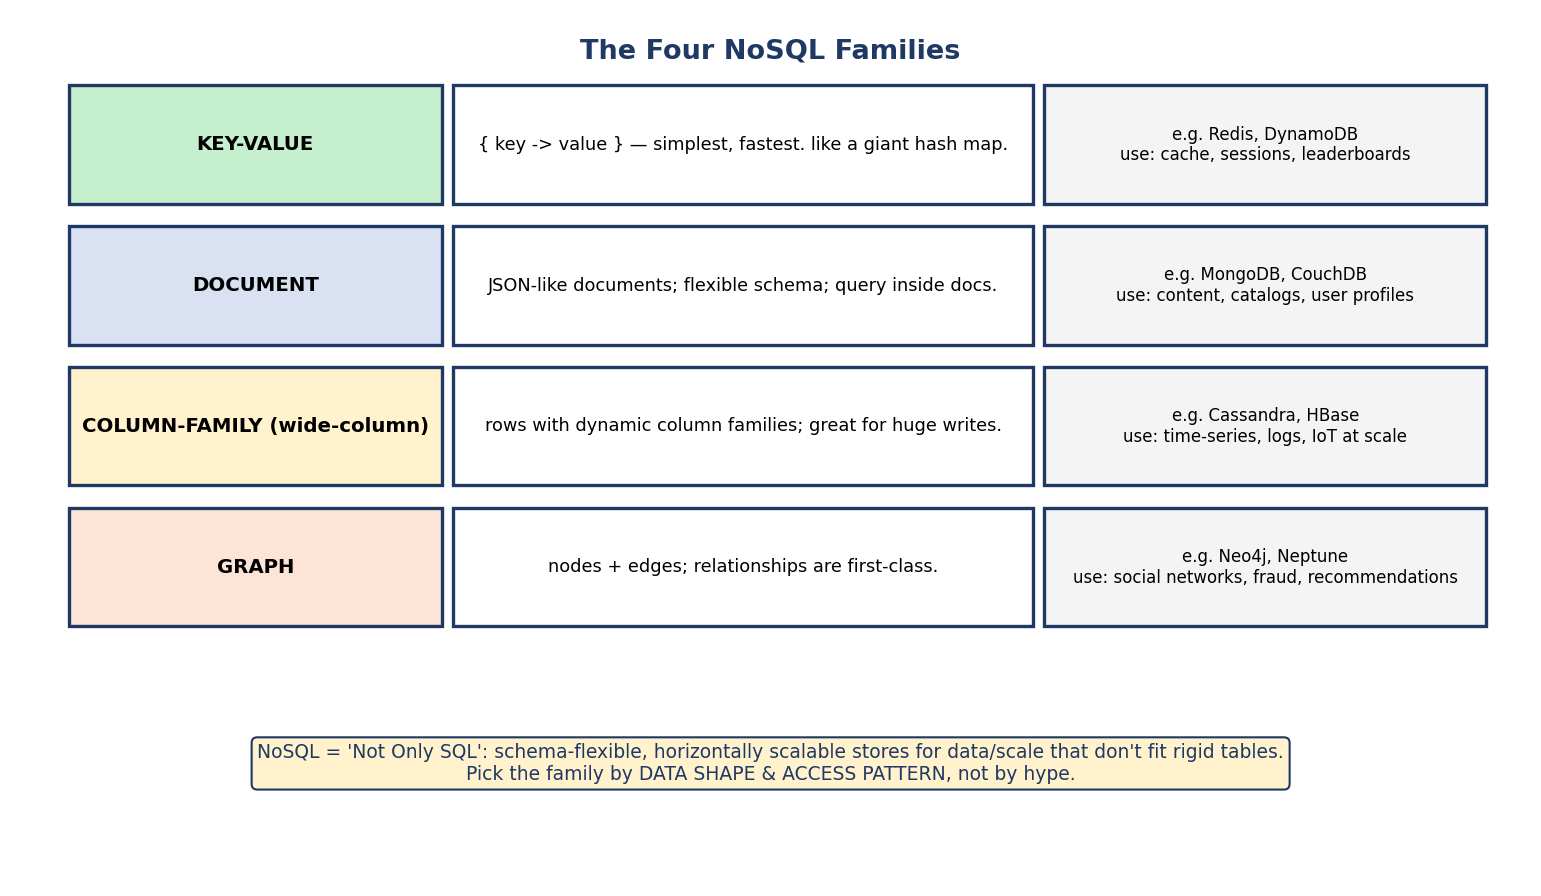 The Four NoSQL Families
KEY-VALUE
{ key -> value } — simplest, fastest. like a giant hash map.
e.g. Redis, DynamoDB
use: cache, sessions, leaderboards
DOCUMENT
JSON-like documents; flexible schema; query inside docs.
e.g. MongoDB, CouchDB
use: content, catalogs, user profiles
COLUMN-FAMILY (wide-column)
rows with dynamic column families; great for huge writes.
e.g. Cassandra, HBase
use: time-series, logs, IoT at scale
GRAPH
nodes + edges; relationships are first-class.
e.g. Neo4j, Neptune
use: social networks, fraud, recommendations
NoSQL = 'Not Only SQL': schema-flexible, horizontally scalable stores for data/scale that don't fit rigid tables.
Pick the family by DATA SHAPE & ACCESS PATTERN, not by hype.